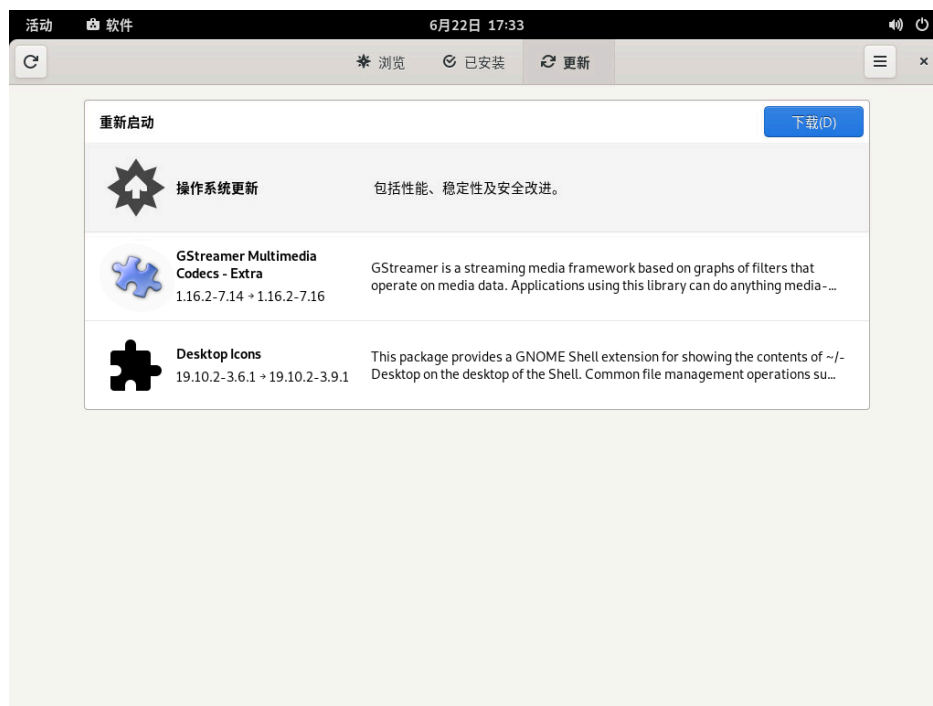 活动 软件 6月22日 17:33
浏览 已安装 更新
重新启动 下载(D)
操作系统更新 包括性能、稳定性及安全改进。
GStreamer Multimedia
Codecs - Extra
1.16.2-7.14 → 1.16.2-7.16
GStreamer is a streaming media framework based on graphs of filters that
operate on media data. Applications using this library can do anything media-…
Desktop Icons
19.10.2-3.6.1 → 19.10.2-3.9.1
This package provides a GNOME Shell extension for showing the contents of ~/-
Desktop on the desktop of the Shell. Common file management operations su…